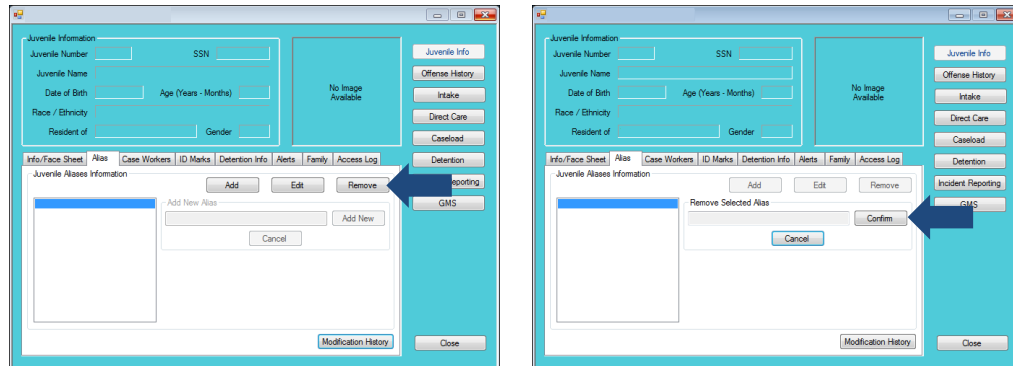 Juvenile Information
Juvenile Number SSN
Juvenile Name
Date of Birth Age (Years - Months)
Race / Ethnicity
Resident of Gender
No Image
Available
Juvenile Info
Offense History
Intake
Direct Care
Caseload
Detention
eporting
GMS
Info/Face Sheet Alias Case Workers ID Marks Detention Info Alerts Family Access Log
Juvenile Aliases Information
Add Edit Remove
Add New Alias
Add New
Cancel
Modification History
Close
Juvenile Information
Juvenile Number SSN
Juvenile Name
Date of Birth Age (Years - Months)
Race / Ethnicity
Resident of Gender
No Image
Available
Juvenile Info
Offense History
Intake
Direct Care
Caseload
Detention
Incident Reporting
GMS
Info/Face Sheet Alias Case Workers ID Marks Detention Info Alerts Family Access Log
Juvenile Aliases Information
Add Edit Remove
Remove Selected Alias
Confirm
Cancel
Modification History
Close